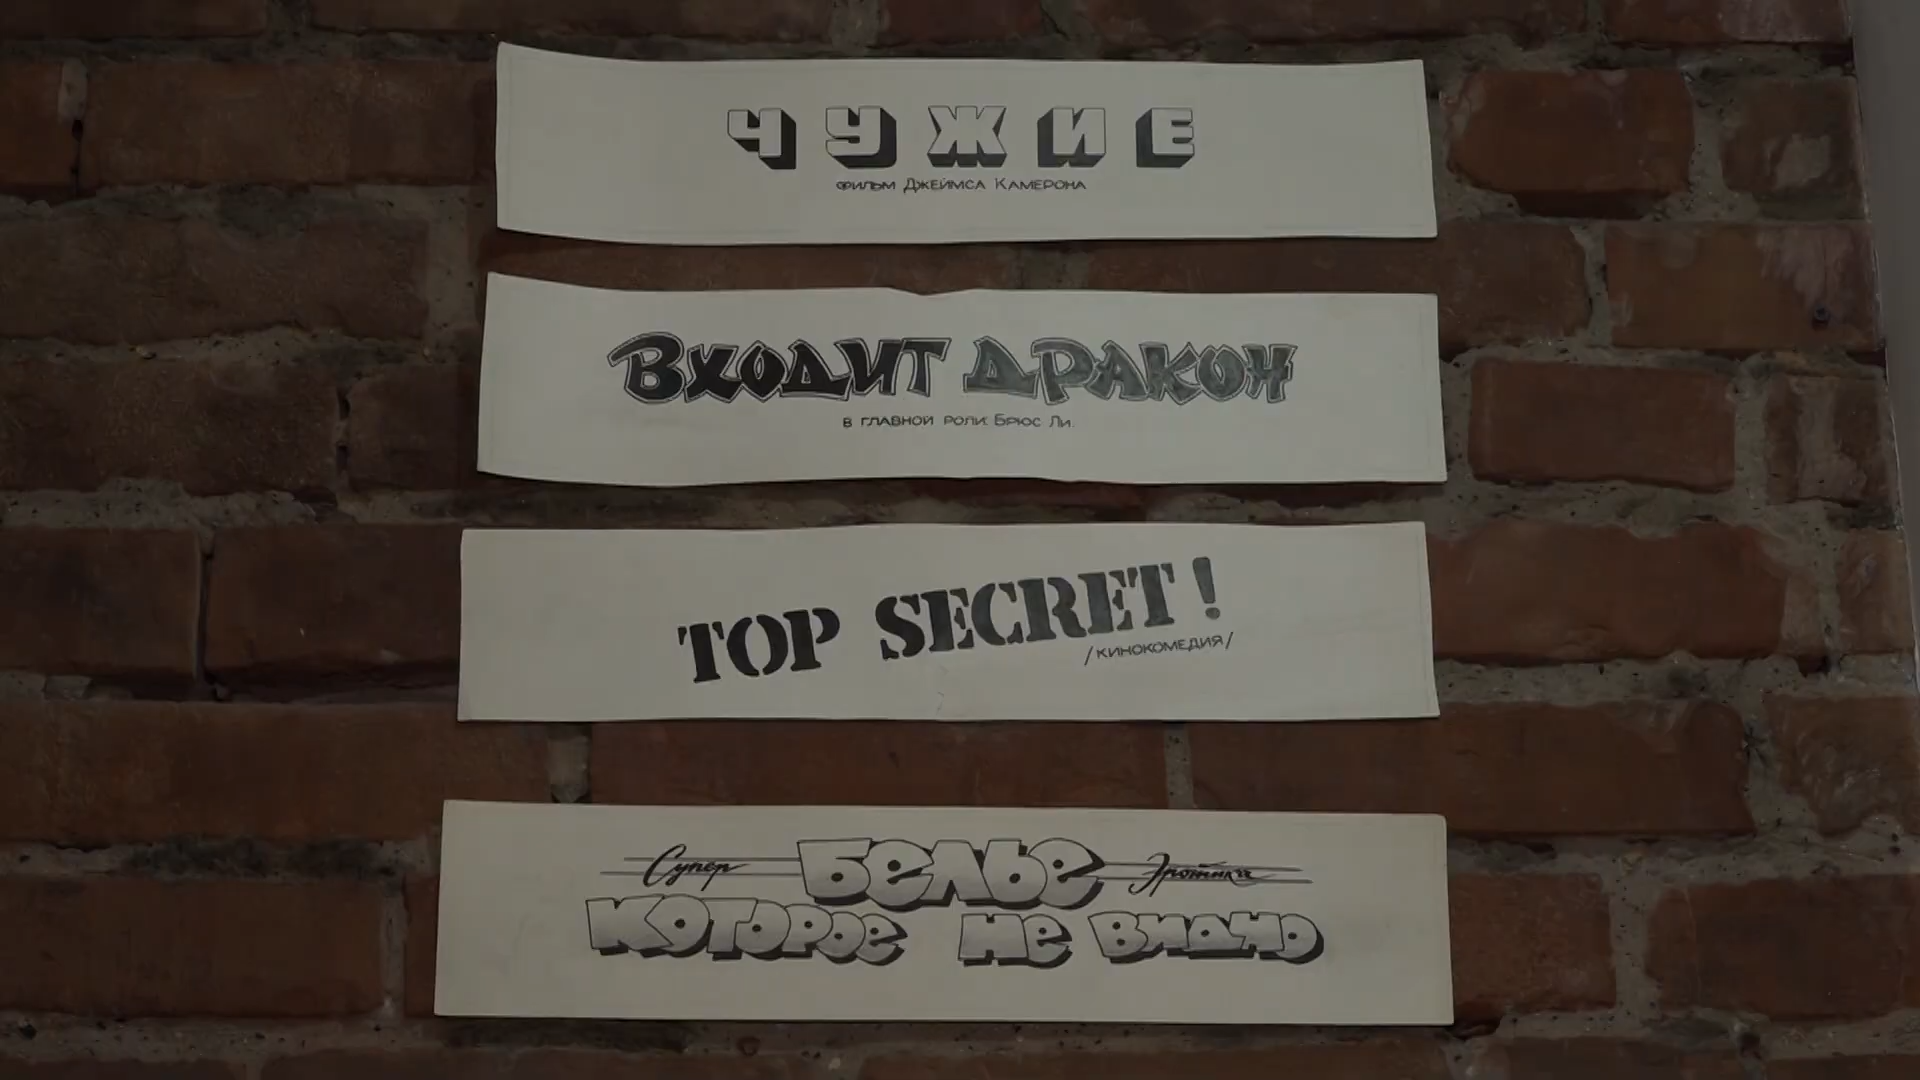 ЧУЖИЕ
ФИЛЬМ ДЖЕЙМСА КАМЕРОНА
ВХОДИТ ДРАКОН
В ГЛАВНОЙ РОЛИ: БРЮС ЛИ.
TOP SECRET!
/КИНОКОМЕДИЯ/
Супер БЕЛЬЕ Эротика
КОТОРОЕ НЕ ВИДНО